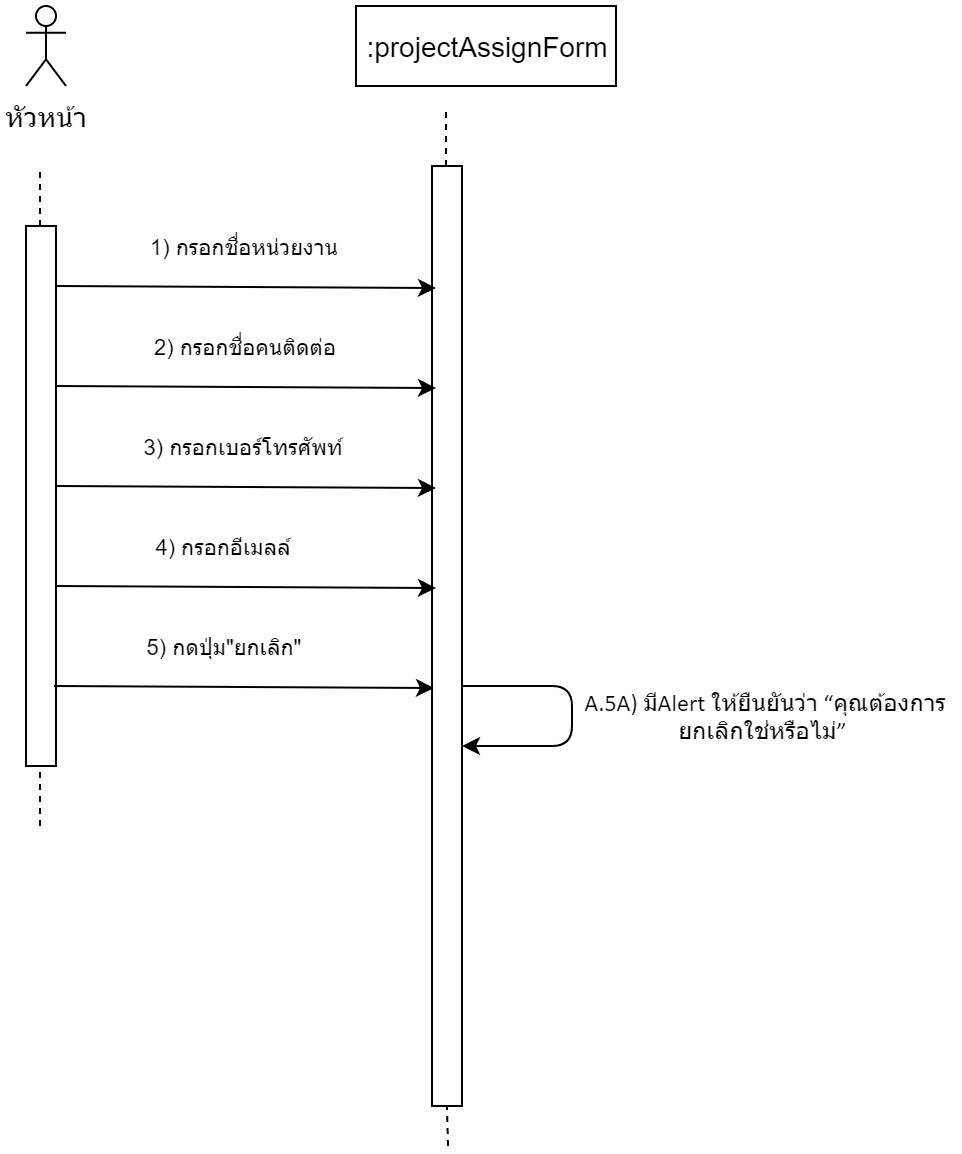 :projectAssignForm
หัวหน้า
1) กรอกชื่อหน่วยงาน
2) กรอกชื่อคนติดต่อ
3) กรอกเบอร์โทรศัพท์
4) กรอกอีเมลล์
5) กดปุ่ม"ยกเลิก"
A.5A) มีAlert ให้ยืนยันว่า “คุณต้องการ
ยกเลิกใช่หรือไม่”